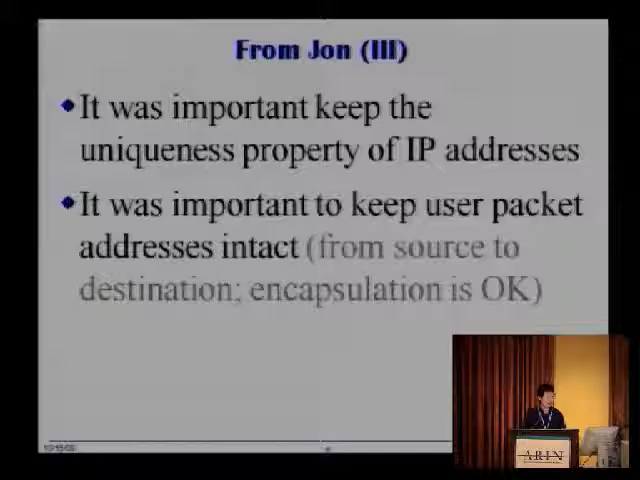 From Jon (III)
It was important keep the
uniqueness property of IP addresses
It was important to keep user packet
addresses intact (from source to
destination; encapsulation is OK)
ARIN